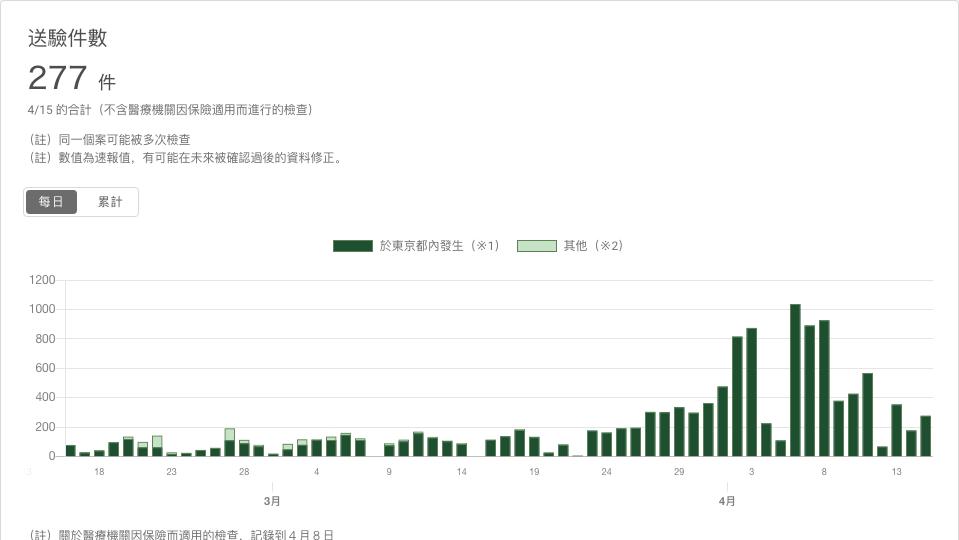 送驗件數
277 件
4/15 的合計（不含醫療機關因保險適用而進行的檢查）
（註）同一個案可能被多次檢查
（註）數值為速報值，有可能在未來被確認過後的資料修正。
每日 累計
於東京都內發生（※1） 其他（※2）
1200
1000
800
600
400
200
0
3 18 23 28 4 9 14 19 24 29 3 8 13
3月 4月
（註）關於醫療機關因保險而適用的檢查，記錄到４月８日